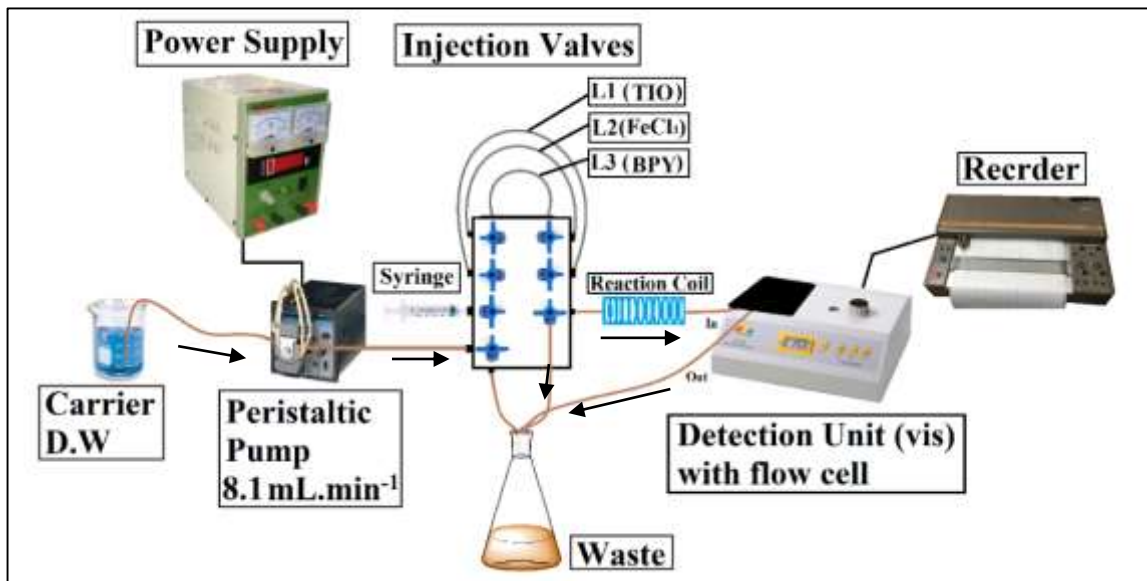 Power Supply
Injection Valves
L1 (TIO)
L2(FeCl₃)
L3 (BPY)
Recrder
Syringe
Reaction Coil
In
Out
Carrier
D.W
Peristaltic
Pump
8.1mL.min⁻¹
Detection Unit (vis)
with flow cell
Waste